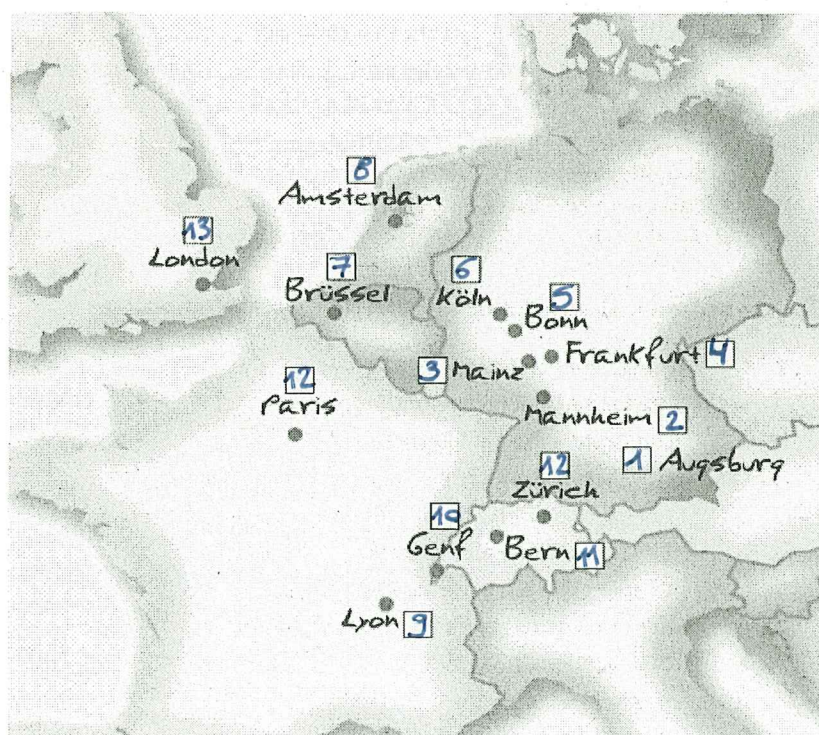 8
Amsterdam
13
London
7
Brüssel
6
Köln
5
Bonn
Frankfurt 4
3 Mainz
12
Paris
Mannheim 2
1 Augsburg
12
Zürich
10
Genf
Bern 11
Lyon 9